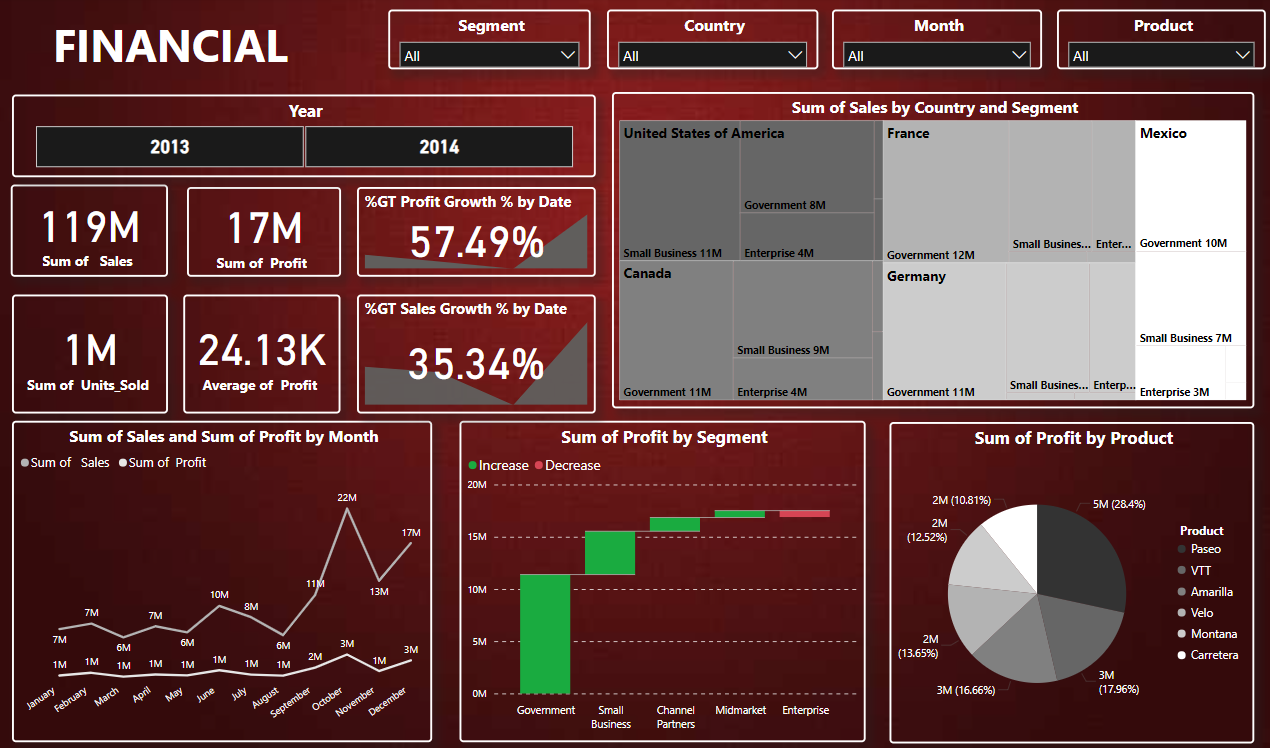 FINANCIAL
Segment
All
Country
All
Month
All
Product
All
Year
2013
2014
119M
Sum of Sales
17M
Sum of Profit
%GT Profit Growth % by Date
57.49%
1M
Sum of Units_Sold
24.13K
Average of Profit
%GT Sales Growth % by Date
35.34%
Sum of Sales by Country and Segment
United States of America
Small Business 11M
Government 8M
Enterprise 4M
France
Government 12M
Small Busines...
Enter...
Mexico
Government 10M
Small Business 7M
Enterprise 3M
Canada
Government 11M
Small Business 9M
Enterprise 4M
Germany
Government 11M
Small Busines...
Enterp...
Sum of Sales and Sum of Profit by Month
Sum of Sales
Sum of Profit
7M
7M
6M
7M
6M
10M
8M
6M
11M
22M
13M
17M
1M
1M
1M
1M
1M
1M
1M
1M
2M
3M
1M
3M
January
February
March
April
May
June
July
August
September
October
November
December
Sum of Profit by Segment
Increase
Decrease
20M
15M
10M
5M
0M
Government
Small
Business
Channel
Partners
Midmarket
Enterprise
Sum of Profit by Product
5M (28.4%)
3M
(17.96%)
3M (16.66%)
2M
(13.65%)
2M
(12.52%)
2M (10.81%)
Product
Paseo
VTT
Amarilla
Velo
Montana
Carretera